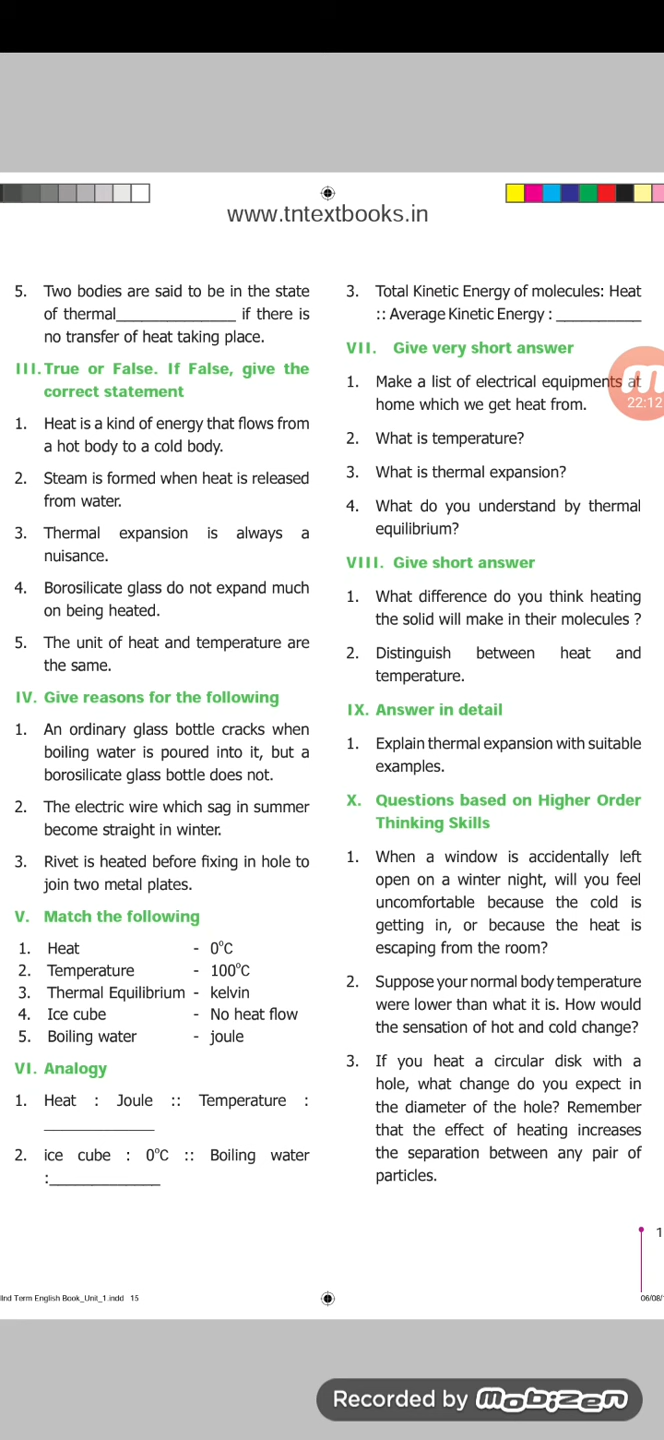 www.tntextbooks.in
5. Two bodies are said to be in the state
of thermal______________ if there is
no transfer of heat taking place.
III. True or False. If False, give the
correct statement
1. Heat is a kind of energy that flows from
a hot body to a cold body.
2. Steam is formed when heat is released
from water.
3. Thermal expansion is always a
nuisance.
4. Borosilicate glass do not expand much
on being heated.
5. The unit of heat and temperature are
the same.
IV. Give reasons for the following
1. An ordinary glass bottle cracks when
boiling water is poured into it, but a
borosilicate glass bottle does not.
2. The electric wire which sag in summer
become straight in winter.
3. Rivet is heated before fixing in hole to
join two metal plates.
V. Match the following
1. Heat - 0°C
2. Temperature - 100°C
3. Thermal Equilibrium - kelvin
4. Ice cube - No heat flow
5. Boiling water - joule
VI. Analogy
1. Heat : Joule :: Temperature :
_____________
2. ice cube : 0°C :: Boiling water
:_____________
3. Total Kinetic Energy of molecules: Heat
:: Average Kinetic Energy : __________
VII. Give very short answer
1. Make a list of electrical equipments at
home which we get heat from.
2. What is temperature?
3. What is thermal expansion?
4. What do you understand by thermal
equilibrium?
VIII. Give short answer
1. What difference do you think heating
the solid will make in their molecules ?
2. Distinguish between heat and
temperature.
IX. Answer in detail
1. Explain thermal expansion with suitable
examples.
X. Questions based on Higher Order
Thinking Skills
1. When a window is accidentally left
open on a winter night, will you feel
uncomfortable because the cold is
getting in, or because the heat is
escaping from the room?
2. Suppose your normal body temperature
were lower than what it is. How would
the sensation of hot and cold change?
3. If you heat a circular disk with a
hole, what change do you expect in
the diameter of the hole? Remember
that the effect of heating increases
the separation between any pair of
particles.
22:12
1
IInd Term English Book_Unit_1.indd 15
06/08/
Recorded by Mobizen